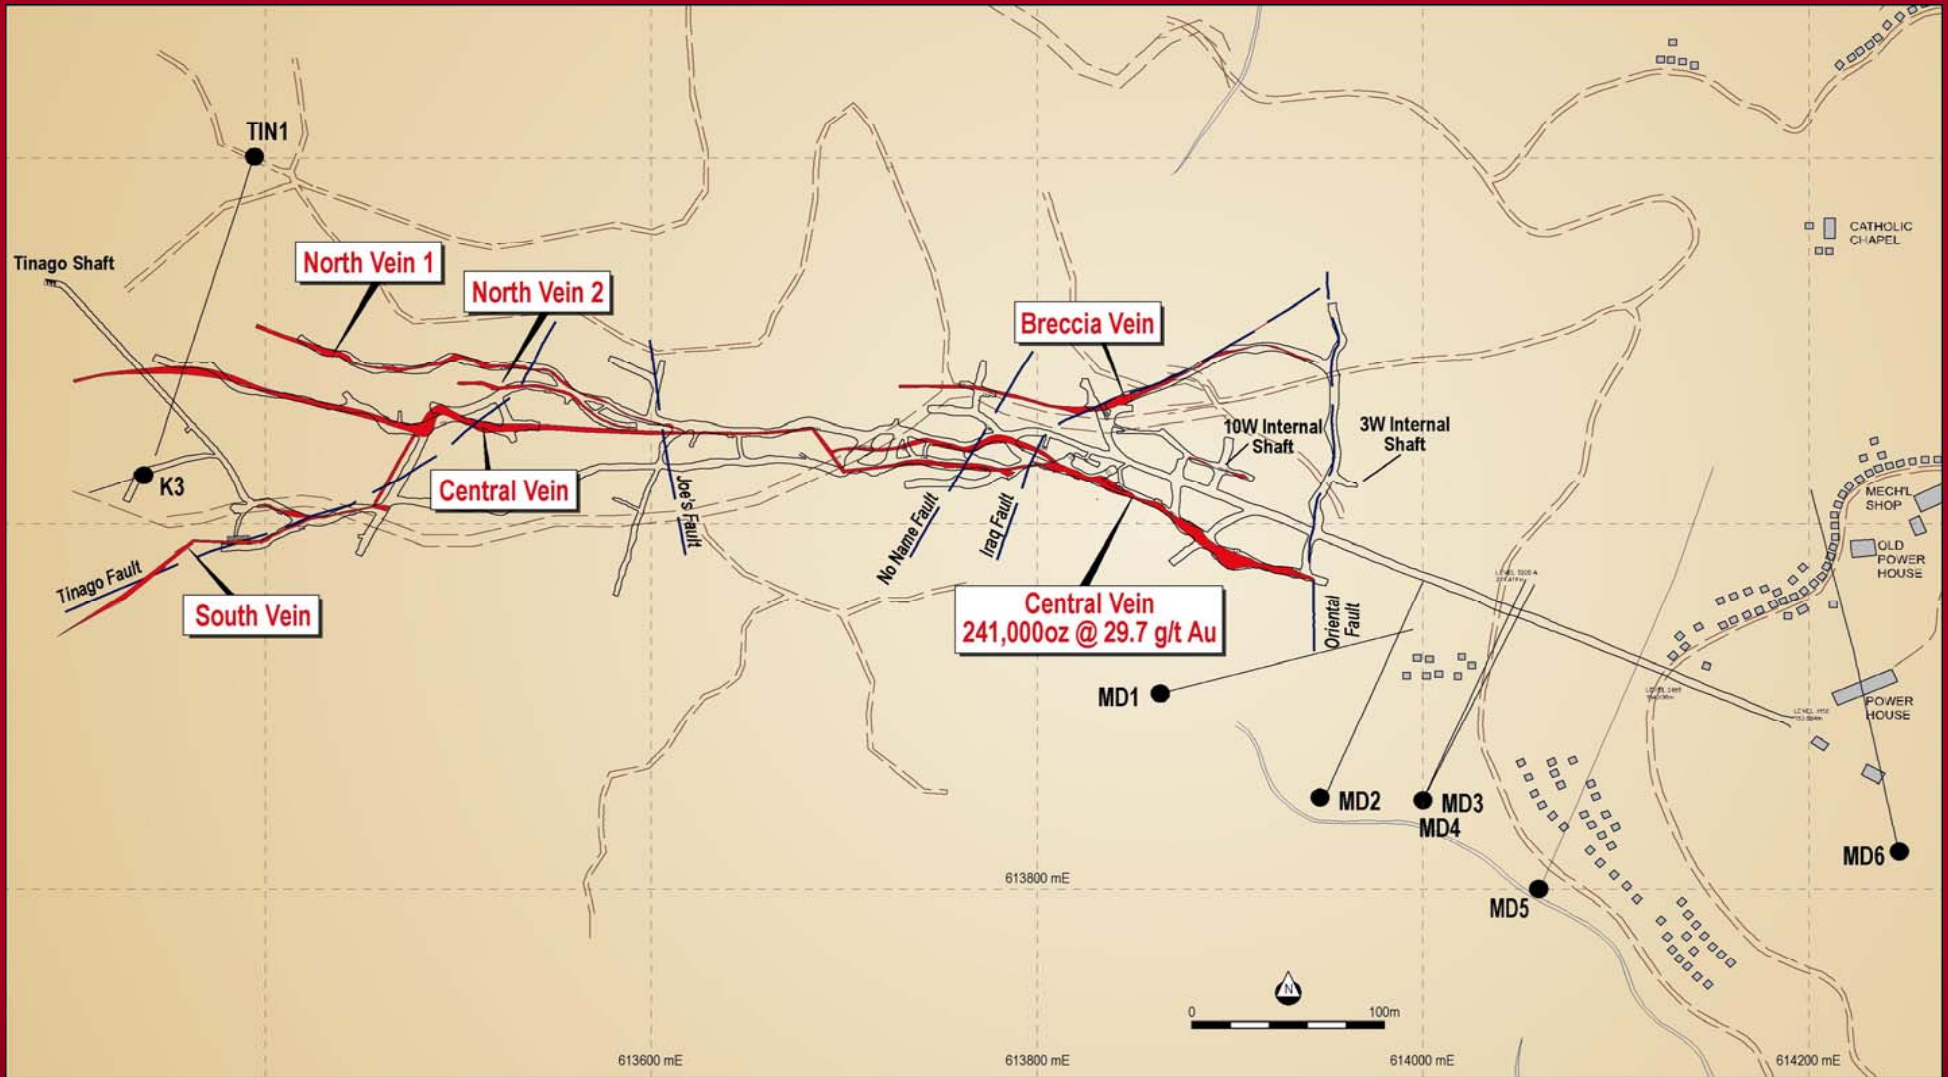 TIN1
Tinago Shaft
North Vein 1
North Vein 2
Breccia Vein
CATHOLIC
CHAPEL
10W Internal
Shaft
3W Internal
Shaft
K3
Central Vein
Joe's Fault
No Name Fault
Iraq Fault
MECH'L
SHOP
OLD
POWER
HOUSE
Tinago Fault
South Vein
Central Vein
241,000oz @ 29.7 g/t Au
Oriental
Fault
MD1
POWER
HOUSE
MD2
MD3
MD4
MD5
MD6
613800 mE
N
0
100m
613600 mE
613800 mE
614000 mE
614200 mE